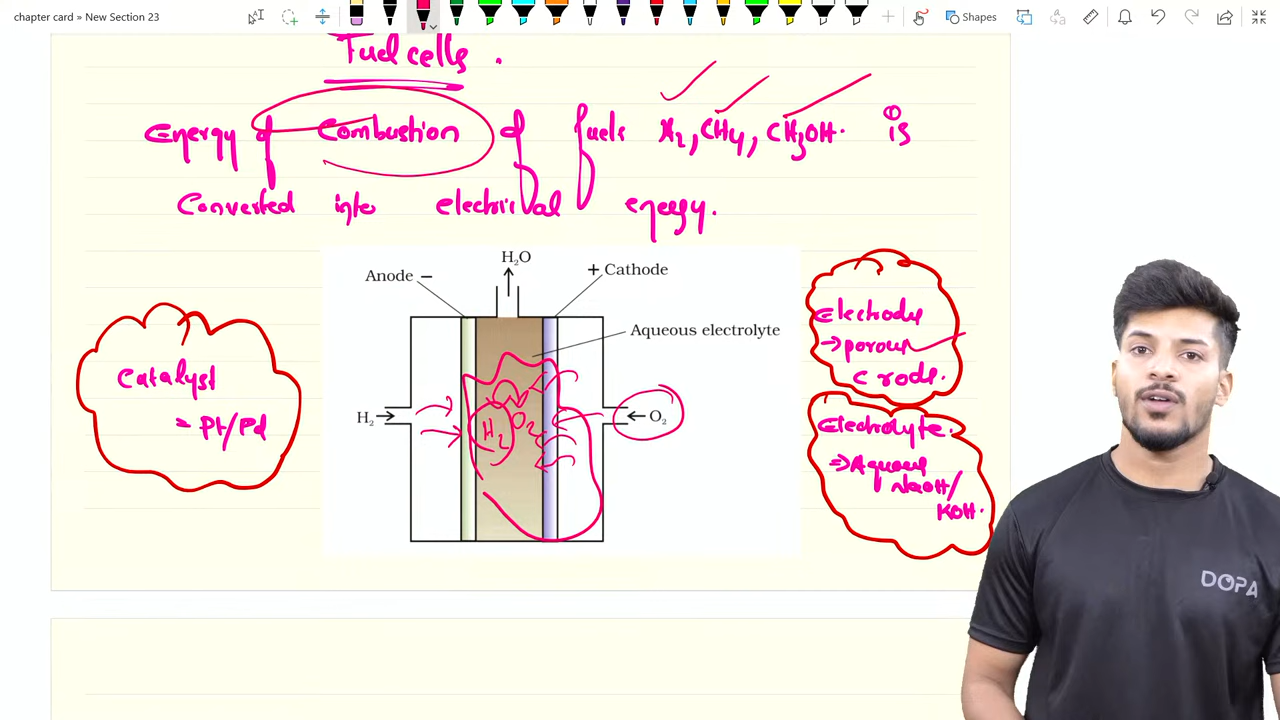 chapter card » New Section 23
Shapes
Fuel cells.
Energy of Combustion of fuels H2, CH4, CH3OH. is
Converted into electrical energy.
H2O
Anode −
+ Cathode
Aqueous electrolyte
H2
O2
H2 O2
Catalyst
= Pt/Pd
Electrode
→ porous
C rods.
Electrolyte.
⇒ Aqueous
NaOH/
KOH.
DOPA